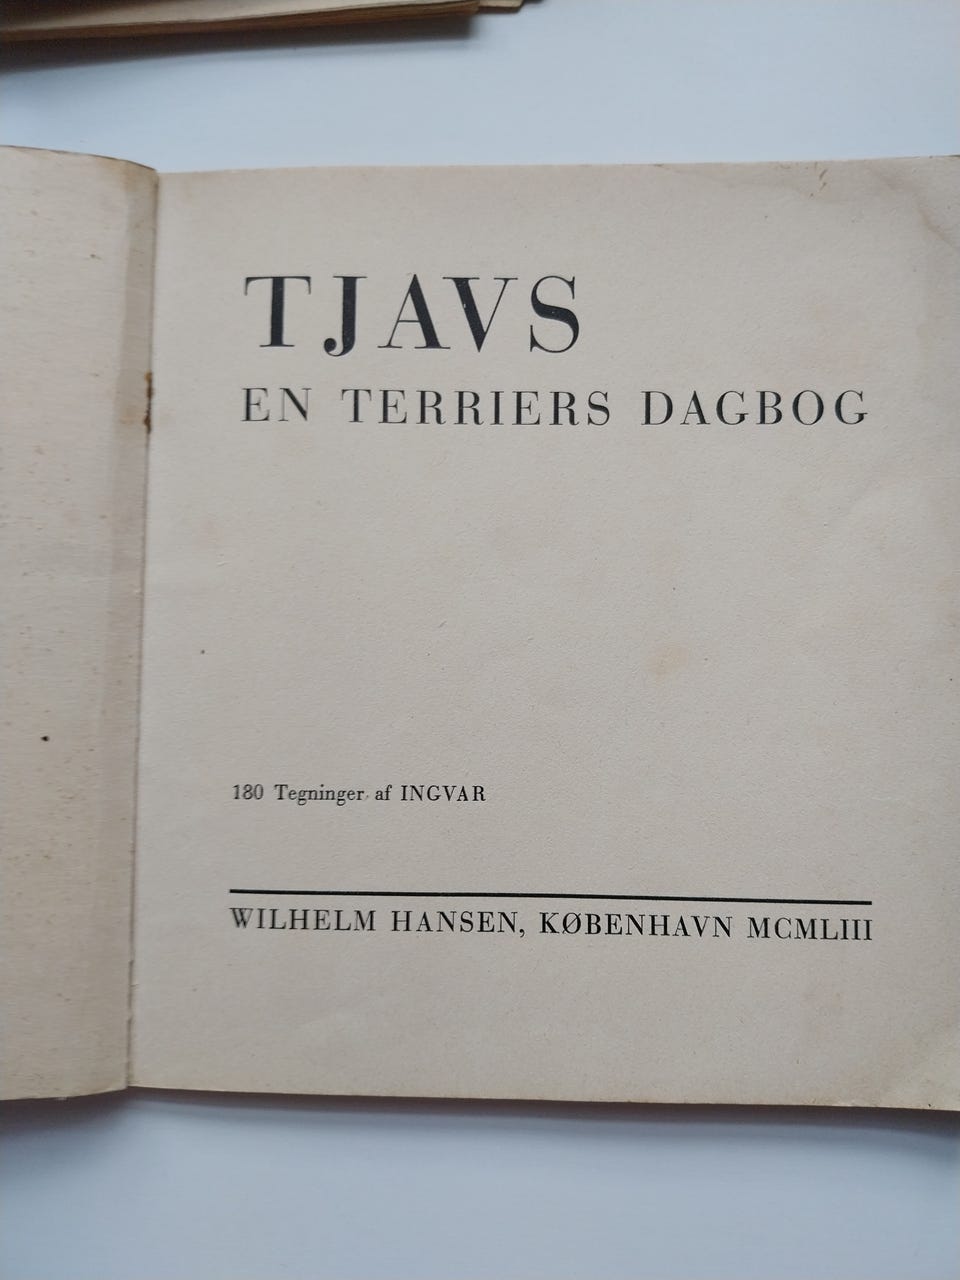 TJAVS
EN TERRIERS DAGBOG
180 Tegninger af INGVAR
WILHELM HANSEN, KØBENHAVN MCMLIII